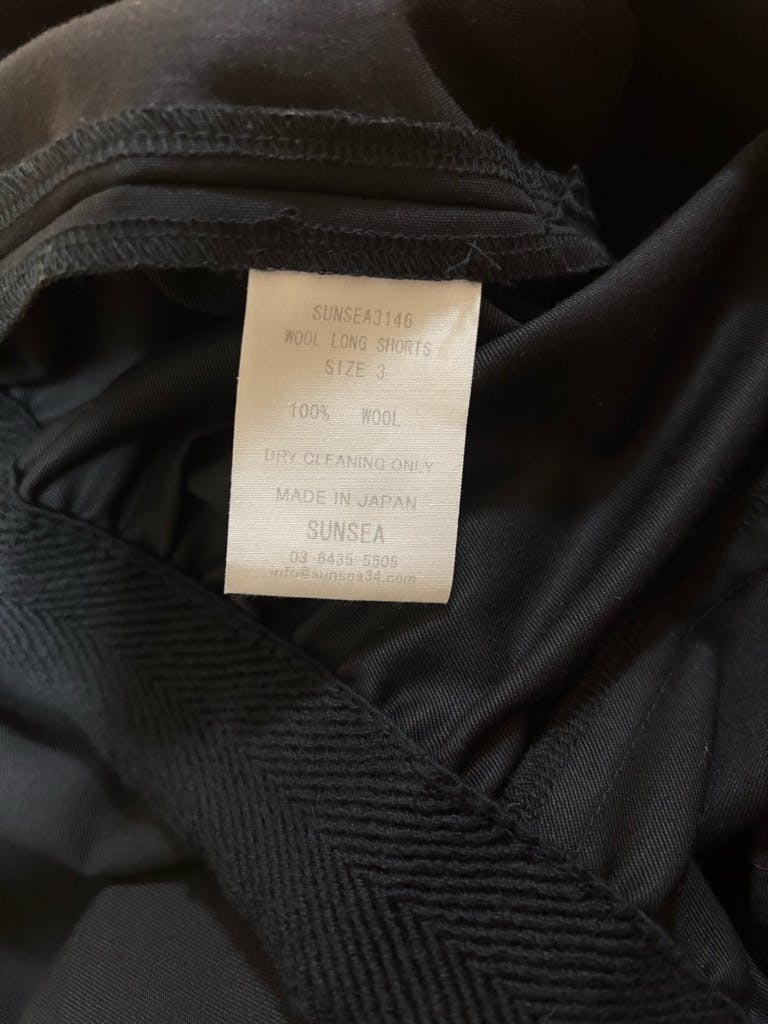 SUNSEA3146
WOOL LONG SHORTS
SIZE 3
100% WOOL
DRY CLEANING ONLY
MADE IN JAPAN
SUNSEA
03 6435 5505
info@sunsea34.com